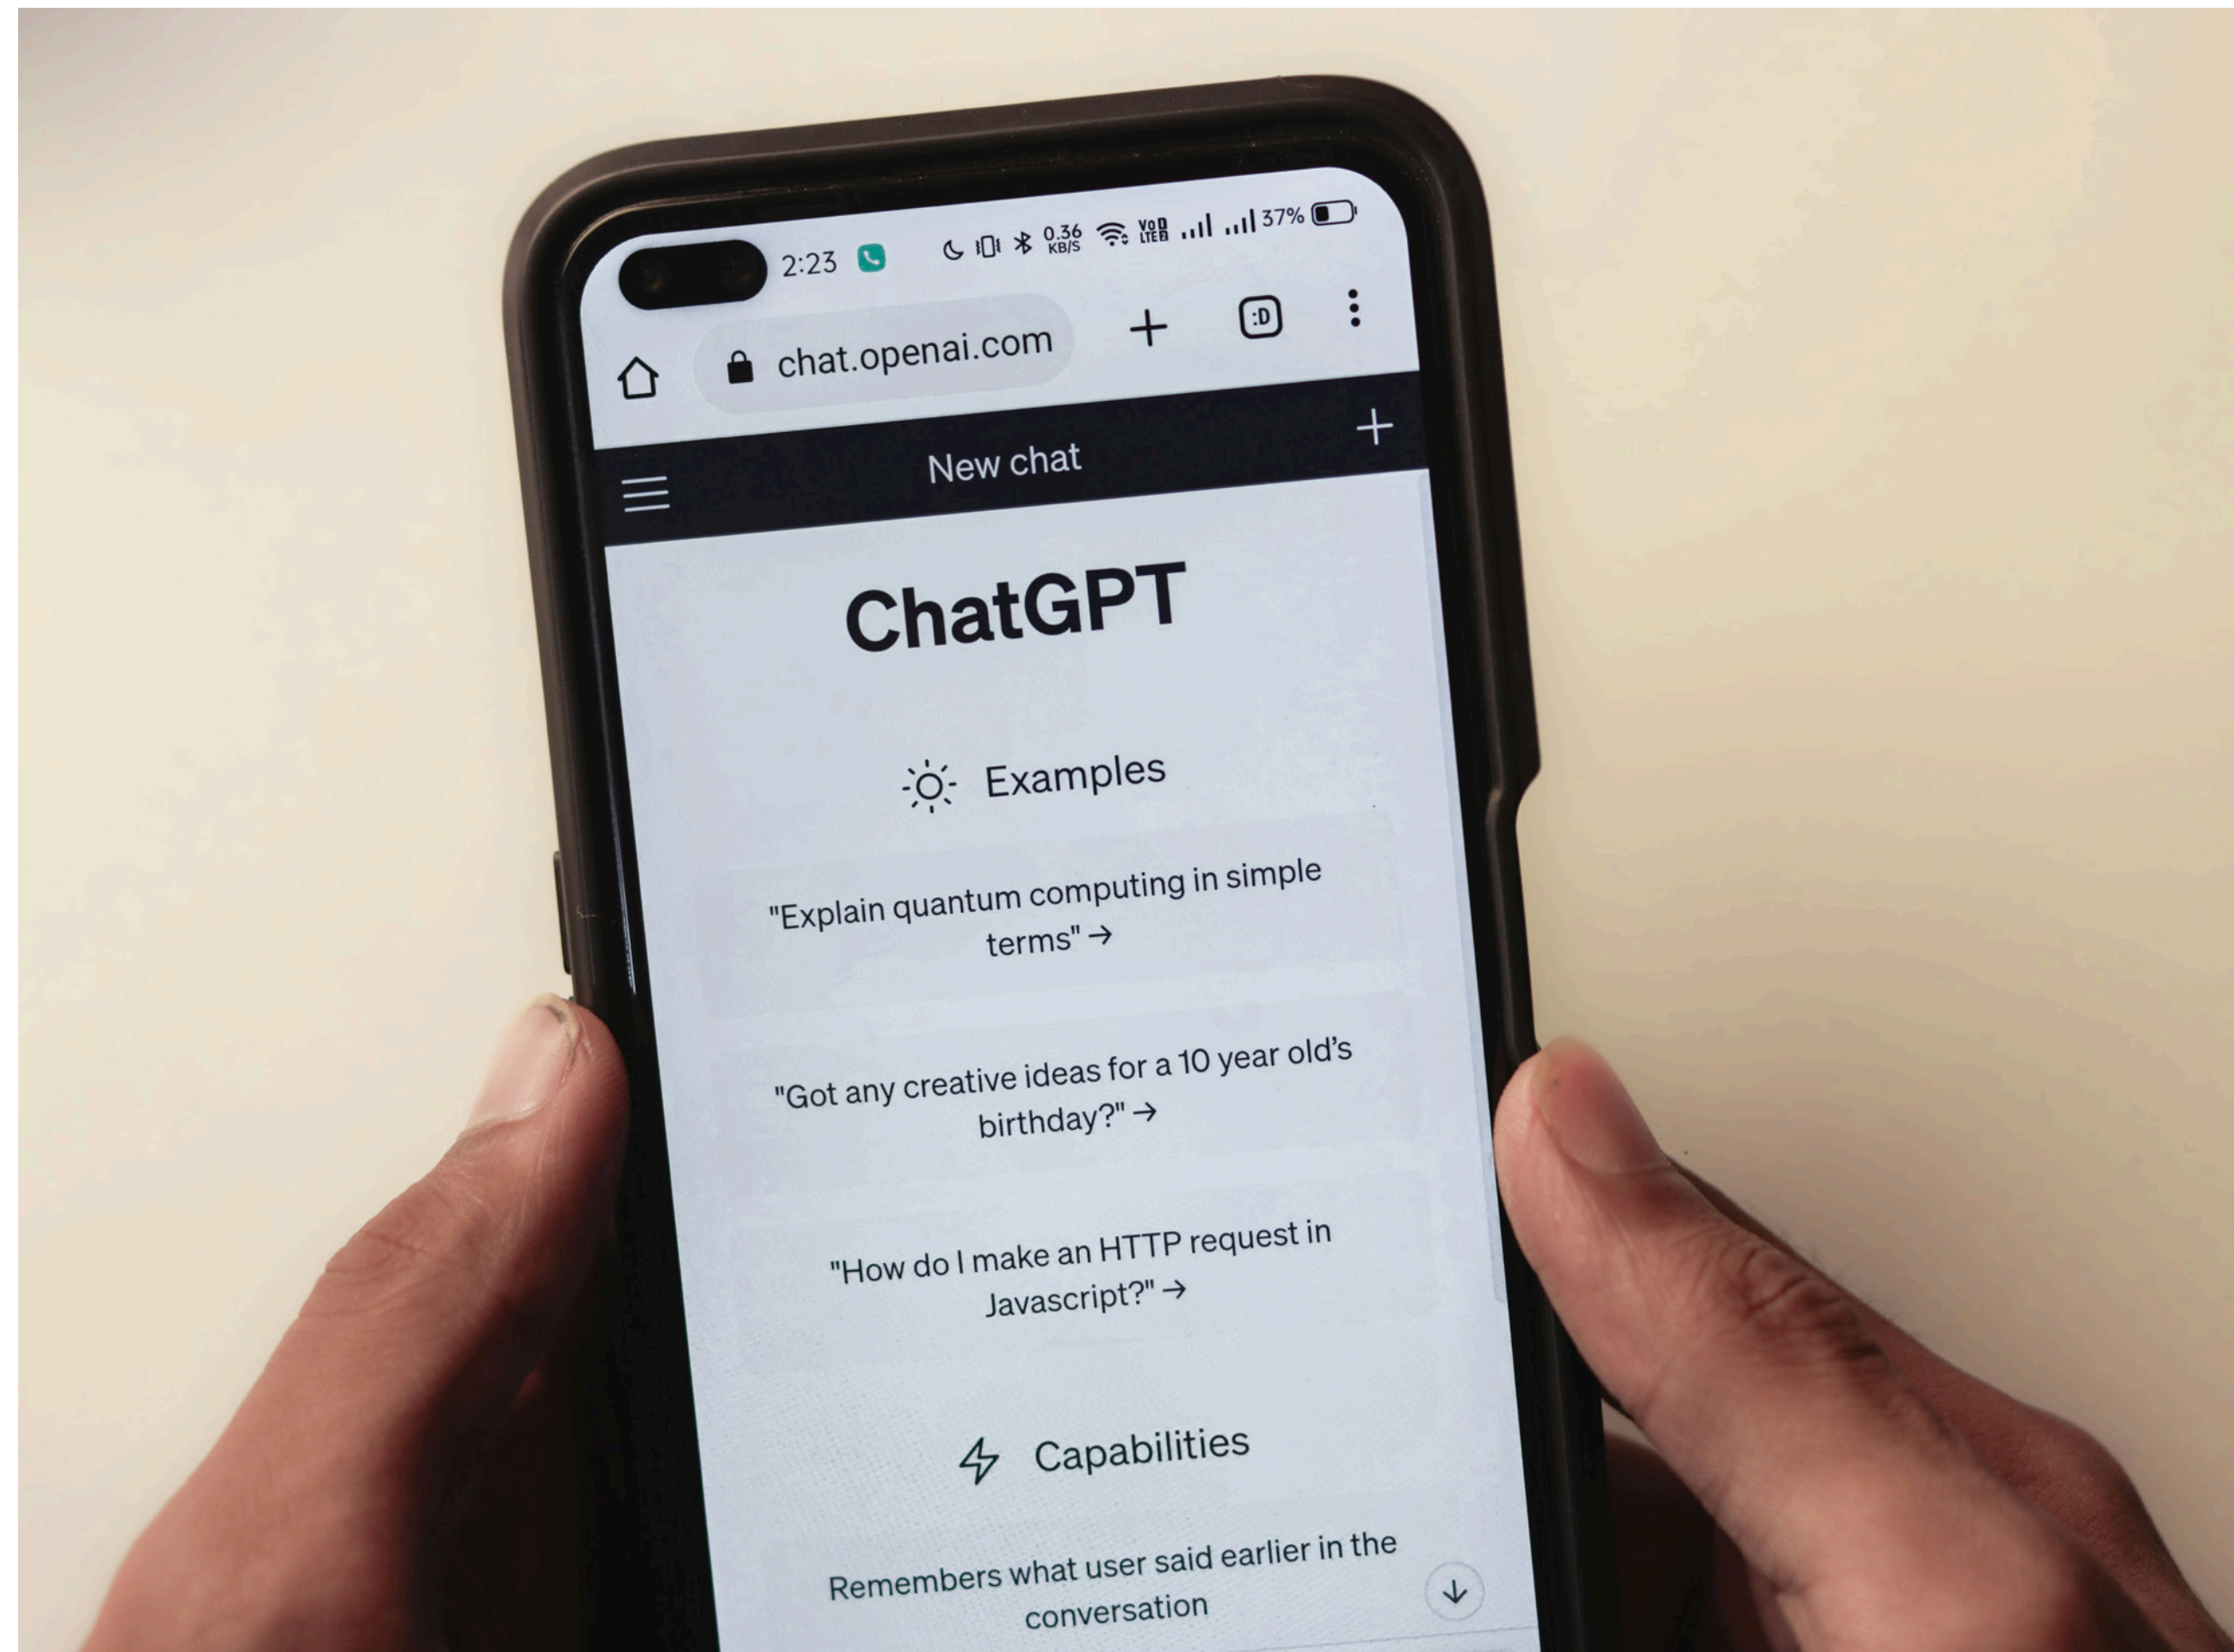 2:23 0.36 KB/S Vo LTE 37%
chat.openai.com :D
New chat
ChatGPT
Examples
"Explain quantum computing in simple
terms" →
"Got any creative ideas for a 10 year old's
birthday?" →
"How do I make an HTTP request in
Javascript?" →
Capabilities
Remembers what user said earlier in the
conversation